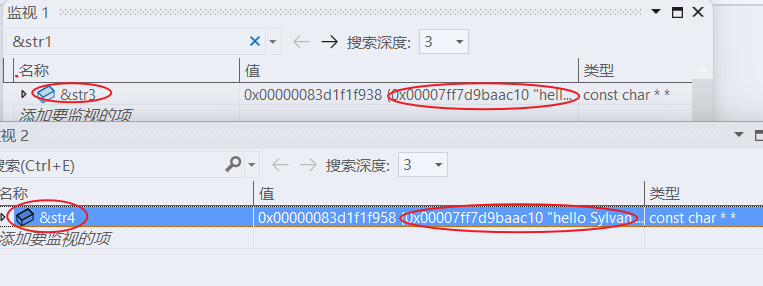 监视 1
&str1 搜索深度: 3
名称 值 类型
&str3 0x00000083d1f1f938 {0x00007ff7d9baac10 "hell... const char * *
添加要监视的项
视 2
搜索(Ctrl+E) 搜索深度: 3
名称 值 类型
&str4 0x00000083d1f1f958 {0x00007ff7d9baac10 "hello Sylvan... const char * *
添加要监视的项